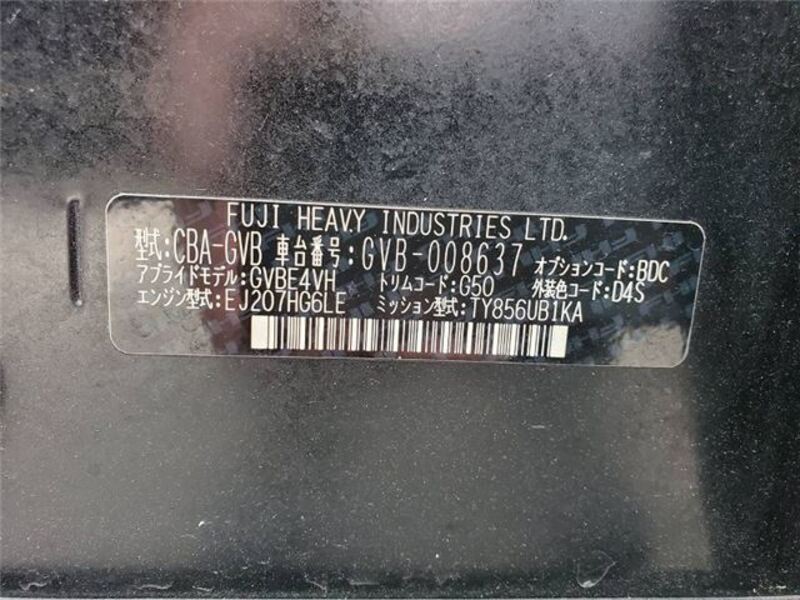 FUJI HEAVY INDUSTRIES LTD.
型式:CBA-GVB 車台番号:GVB-008637 オプションコード:BDC
アプライドモデル:GVBE4VH トリムコード:G50 外装色コード:D4S
エンジン型式:EJ207HG6LE ミッション型式:TY856UB1KA